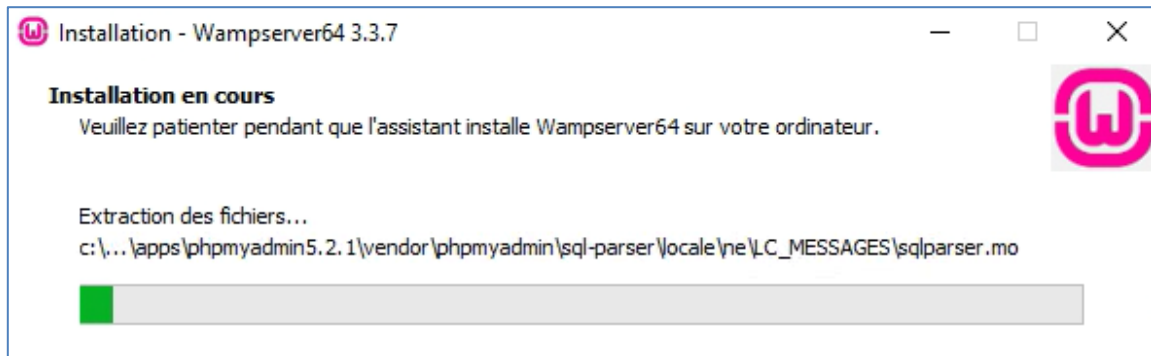 Installation - Wampserver64 3.3.7
Installation en cours
Veuillez patienter pendant que l'assistant installe Wampserver64 sur votre ordinateur.
Extraction des fichiers...
c:\...\apps\phpmyadmin5.2.1\vendor\phpmyadmin\sql-parser\locale\ne\LC_MESSAGES\sqlparser.mo